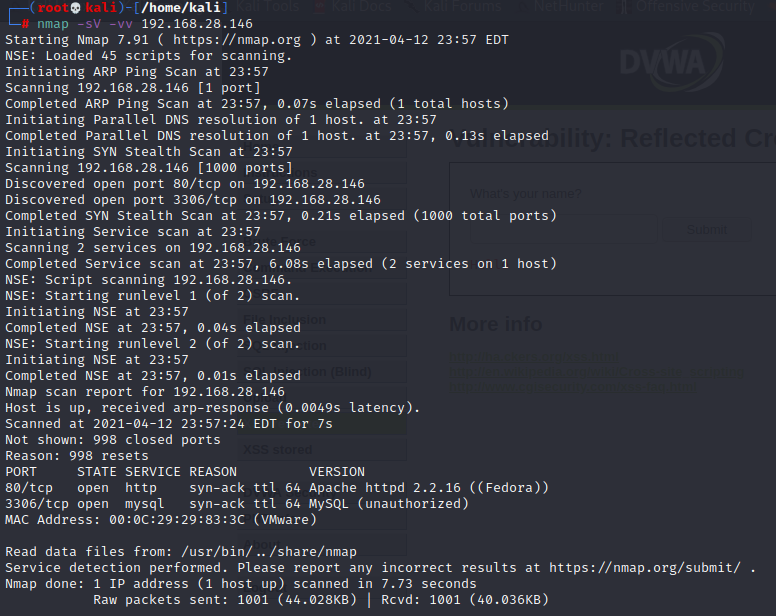 (root💀kali)-[/home/kali]
# nmap -sV -vv 192.168.28.146
Starting Nmap 7.91 ( https://nmap.org ) at 2021-04-12 23:57 EDT
NSE: Loaded 45 scripts for scanning.
Initiating ARP Ping Scan at 23:57
Scanning 192.168.28.146 [1 port]
Completed ARP Ping Scan at 23:57, 0.07s elapsed (1 total hosts)
Initiating Parallel DNS resolution of 1 host. at 23:57
Completed Parallel DNS resolution of 1 host. at 23:57, 0.13s elapsed
Initiating SYN Stealth Scan at 23:57
Scanning 192.168.28.146 [1000 ports]
Discovered open port 80/tcp on 192.168.28.146
Discovered open port 3306/tcp on 192.168.28.146
Completed SYN Stealth Scan at 23:57, 0.21s elapsed (1000 total ports)
Initiating Service scan at 23:57
Scanning 2 services on 192.168.28.146
Completed Service scan at 23:57, 6.08s elapsed (2 services on 1 host)
NSE: Script scanning 192.168.28.146.
NSE: Starting runlevel 1 (of 2) scan.
Initiating NSE at 23:57
Completed NSE at 23:57, 0.04s elapsed
NSE: Starting runlevel 2 (of 2) scan.
Initiating NSE at 23:57
Completed NSE at 23:57, 0.01s elapsed
Nmap scan report for 192.168.28.146
Host is up, received arp-response (0.0049s latency).
Scanned at 2021-04-12 23:57:24 EDT for 7s
Not shown: 998 closed ports
Reason: 998 resets
PORT     STATE SERVICE REASON         VERSION
80/tcp   open  http    syn-ack ttl 64 Apache httpd 2.2.16 ((Fedora))
3306/tcp open  mysql   syn-ack ttl 64 MySQL (unauthorized)
MAC Address: 00:0C:29:29:83:3C (VMware)
Read data files from: /usr/bin/../share/nmap
Service detection performed. Please report any incorrect results at https://nmap.org/submit/ .
Nmap done: 1 IP address (1 host up) scanned in 7.73 seconds
           Raw packets sent: 1001 (44.028KB) | Rcvd: 1001 (40.036KB)
Kali Tools Kali Docs Kali Forums NetHunter Offensive Security
DVWA
Vulnerability: Reflected Cr
What's your name?
Submit
More info
File Inclusion
(Blind)
XSS stored
About